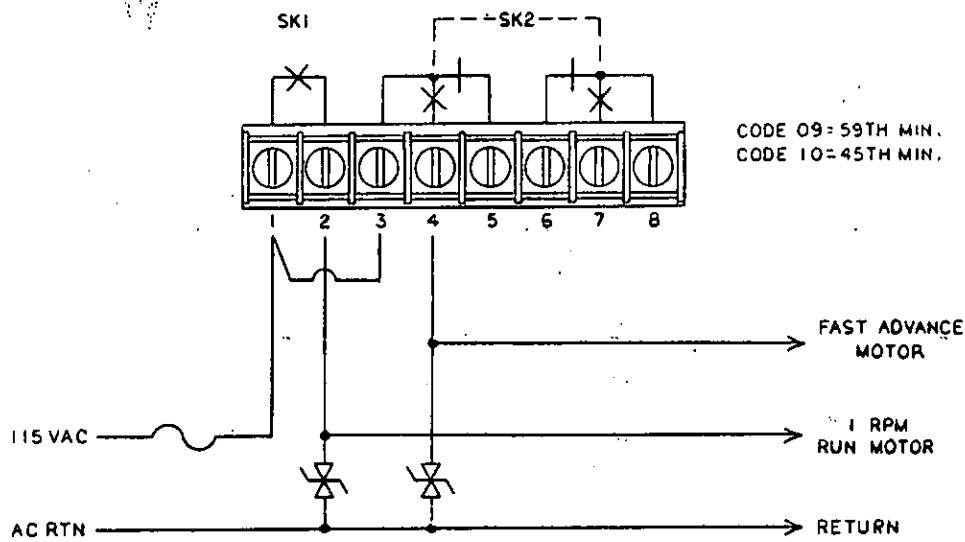 SK1
SK2
CODE 09=59TH MIN.
CODE 10=45TH MIN.
1 2 3 4 5 6 7 8
FAST ADVANCE
MOTOR
115 VAC
1 RPM
RUN MOTOR
AC RTN
RETURN